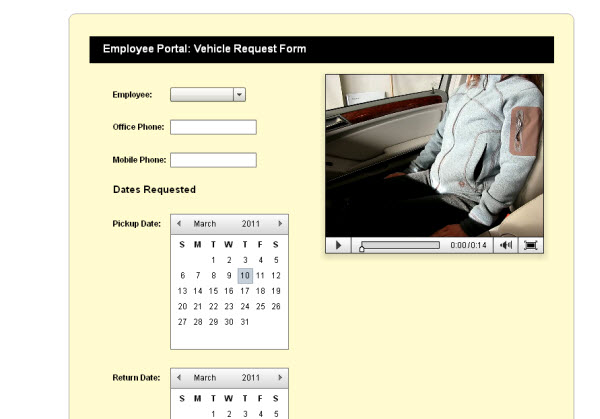 Employee Portal: Vehicle Request Form
Employee:
Office Phone:
Mobile Phone:
Dates Requested
Pickup Date:
March 2011
S M T W T F S
1 2 3 4 5
6 7 8 9 10 11 12
13 14 15 16 17 18 19
20 21 22 23 24 25 26
27 28 29 30 31
0:00/0:14
Return Date:
March 2011
S M T W T F S
1 2 3 4 5